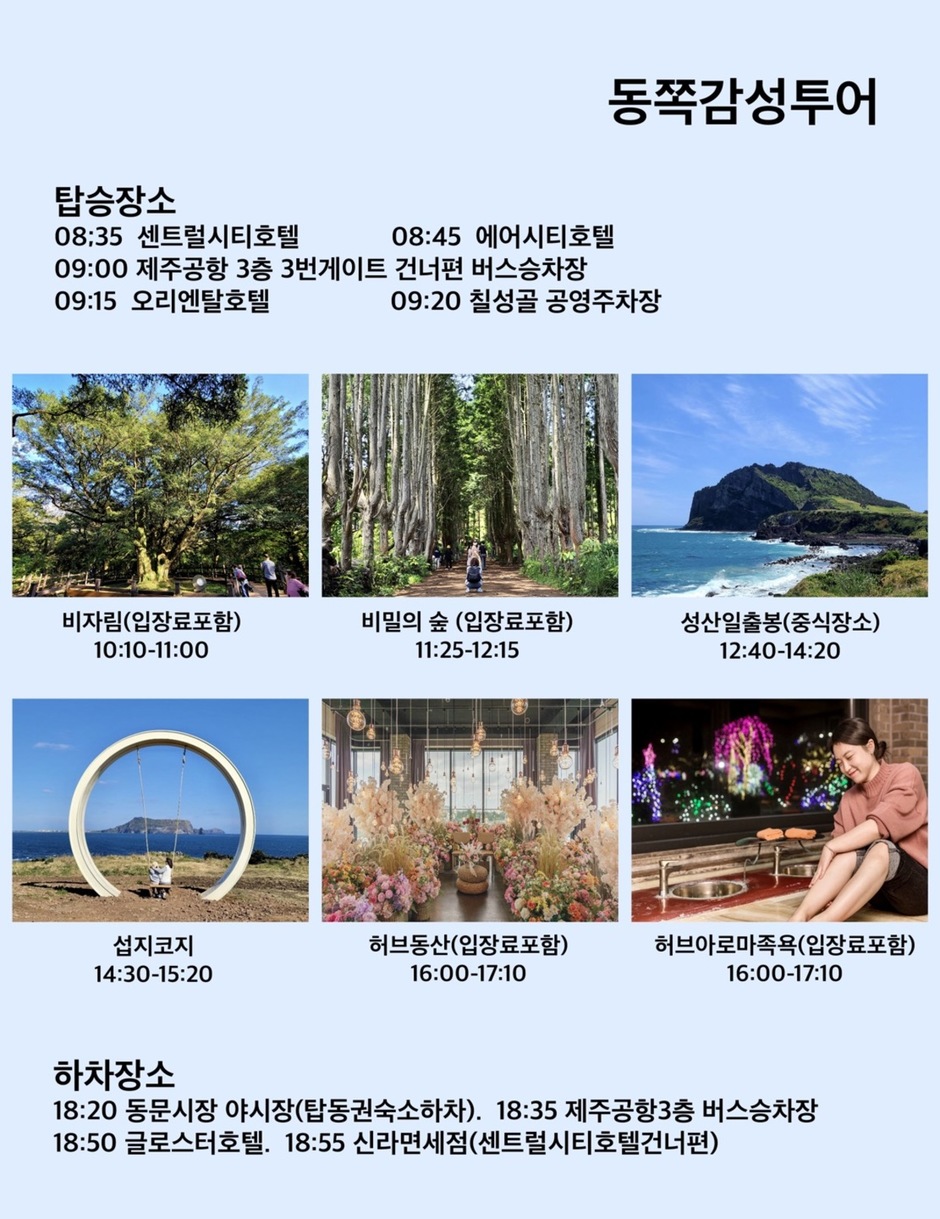 동쪽감성투어
탑승장소
08;35 센트럴시티호텔 08:45 에어시티호텔
09:00 제주공항 3층 3번게이트 건너편 버스승차장
09:15 오리엔탈호텔 09:20 칠성골 공영주차장
비자림(입장료포함)
10:10-11:00
비밀의 숲 (입장료포함)
11:25-12:15
성산일출봉(중식장소)
12:40-14:20
섭지코지
14:30-15:20
허브동산(입장료포함)
16:00-17:10
허브아로마족욕(입장료포함)
16:00-17:10
하차장소
18:20 동문시장 야시장(탑동권숙소하차). 18:35 제주공항3층 버스승차장
18:50 글로스터호텔. 18:55 신라면세점(센트럴시티호텔건너편)